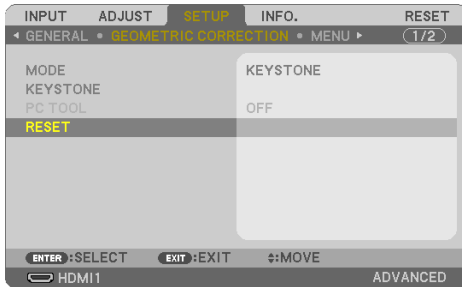 INPUT ADJUST SETUP INFO. RESET
◂ GENERAL • GEOMETRIC CORRECTION • MENU ▸ (1/2)
MODE KEYSTONE
KEYSTONE
PC TOOL OFF
RESET
ENTER :SELECT EXIT :EXIT ≑:MOVE
HDMI1 ADVANCED